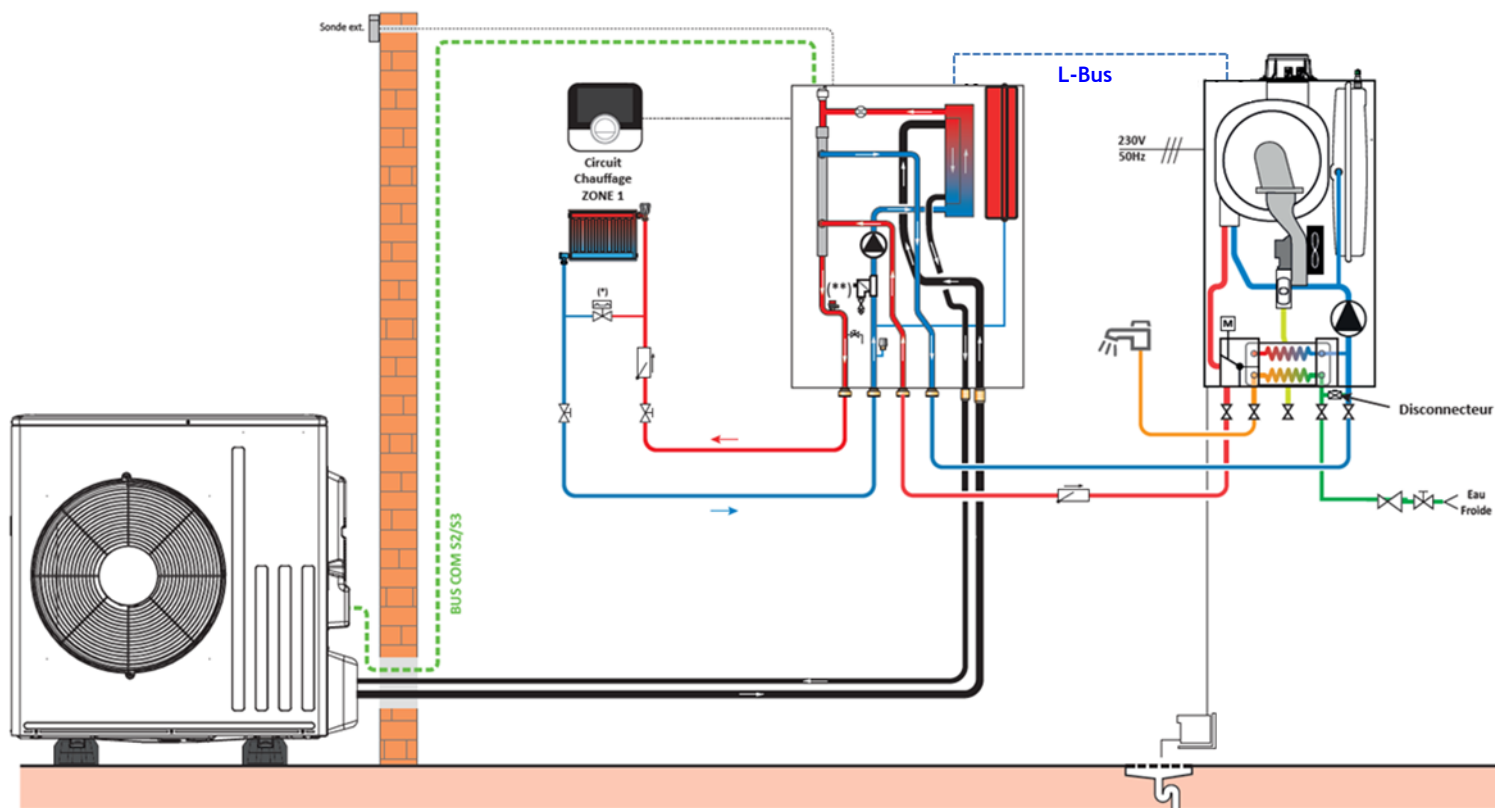 Sonde ext.
L-Bus
230V
50Hz
Circuit
Chauffage
ZONE 1
(**)
(*)
M
Disconnecteur
Eau
Froide
BUS COM S2/S3